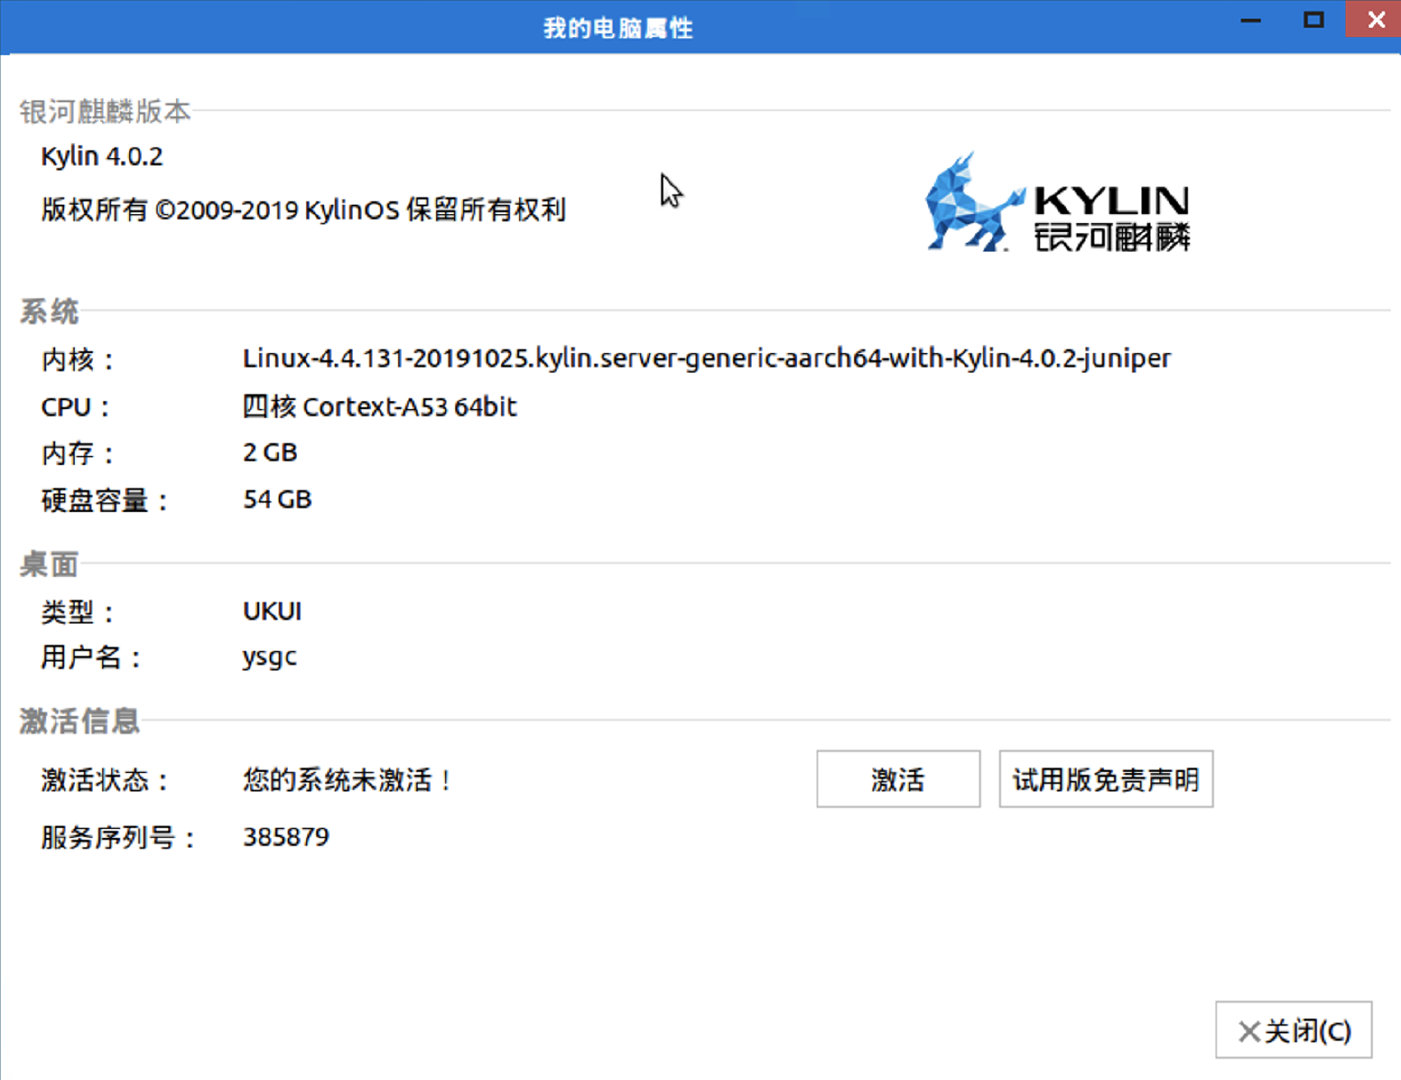 我的电脑属性
银河麒麟版本
Kylin 4.0.2
版权所有 ©2009-2019 KylinOS 保留所有权利
KYLIN
银河麒麟
系统
内核： Linux-4.4.131-20191025.kylin.server-generic-aarch64-with-Kylin-4.0.2-juniper
CPU： 四核 Cortext-A53 64bit
内存： 2 GB
硬盘容量： 54 GB
桌面
类型： UKUI
用户名： ysgc
激活信息
激活状态： 您的系统未激活！ 激活 试用版免责声明
服务序列号： 385879
关闭(C)